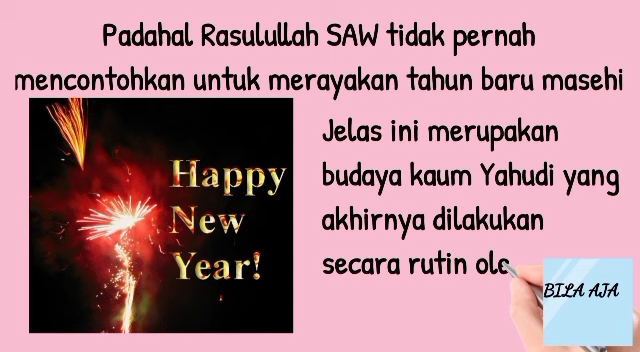 Padahal Rasulullah SAW tidak pernah
mencontohkan untuk merayakan tahun baru masehi
Jelas ini merupakan
budaya kaum Yahudi yang
akhirnya dilakukan
secara rutin ole
Happy
New
Year!
BILA AJA